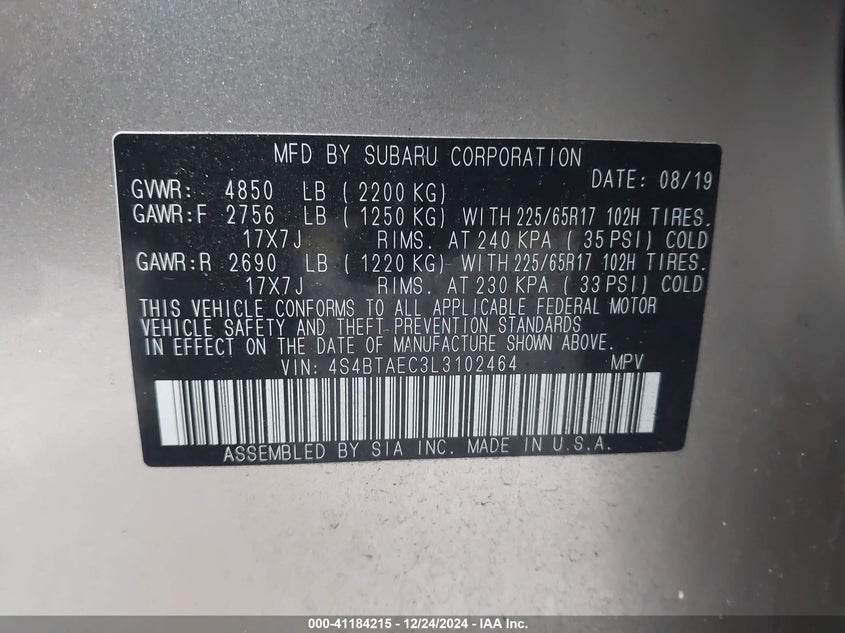 MFD BY SUBARU CORPORATION
DATE: 08/19
GVWR: 4850 LB ( 2200 KG)
GAWR:F 2756 LB ( 1250 KG) WITH 225/65R17 102H TIRES.
17X7J RIMS. AT 240 KPA ( 35 PSI) COLD
GAWR:R 2690 LB ( 1220 KG) WITH 225/65R17 102H TIRES.
17X7J RIMS. AT 230 KPA ( 33 PSI) COLD
THIS VEHICLE CONFORMS TO ALL APPLICABLE FEDERAL MOTOR
VEHICLE SAFETY AND THEFT PREVENTION STANDARDS
IN EFFECT ON THE DATE OF MANUFACTURE SHOWN ABOVE.
VIN: 4S4BTAEC3L3102464 MPV
ASSEMBLED BY SIA INC. MADE IN U.S.A.
000-41184215 - 12/24/2024 - IAA Inc.